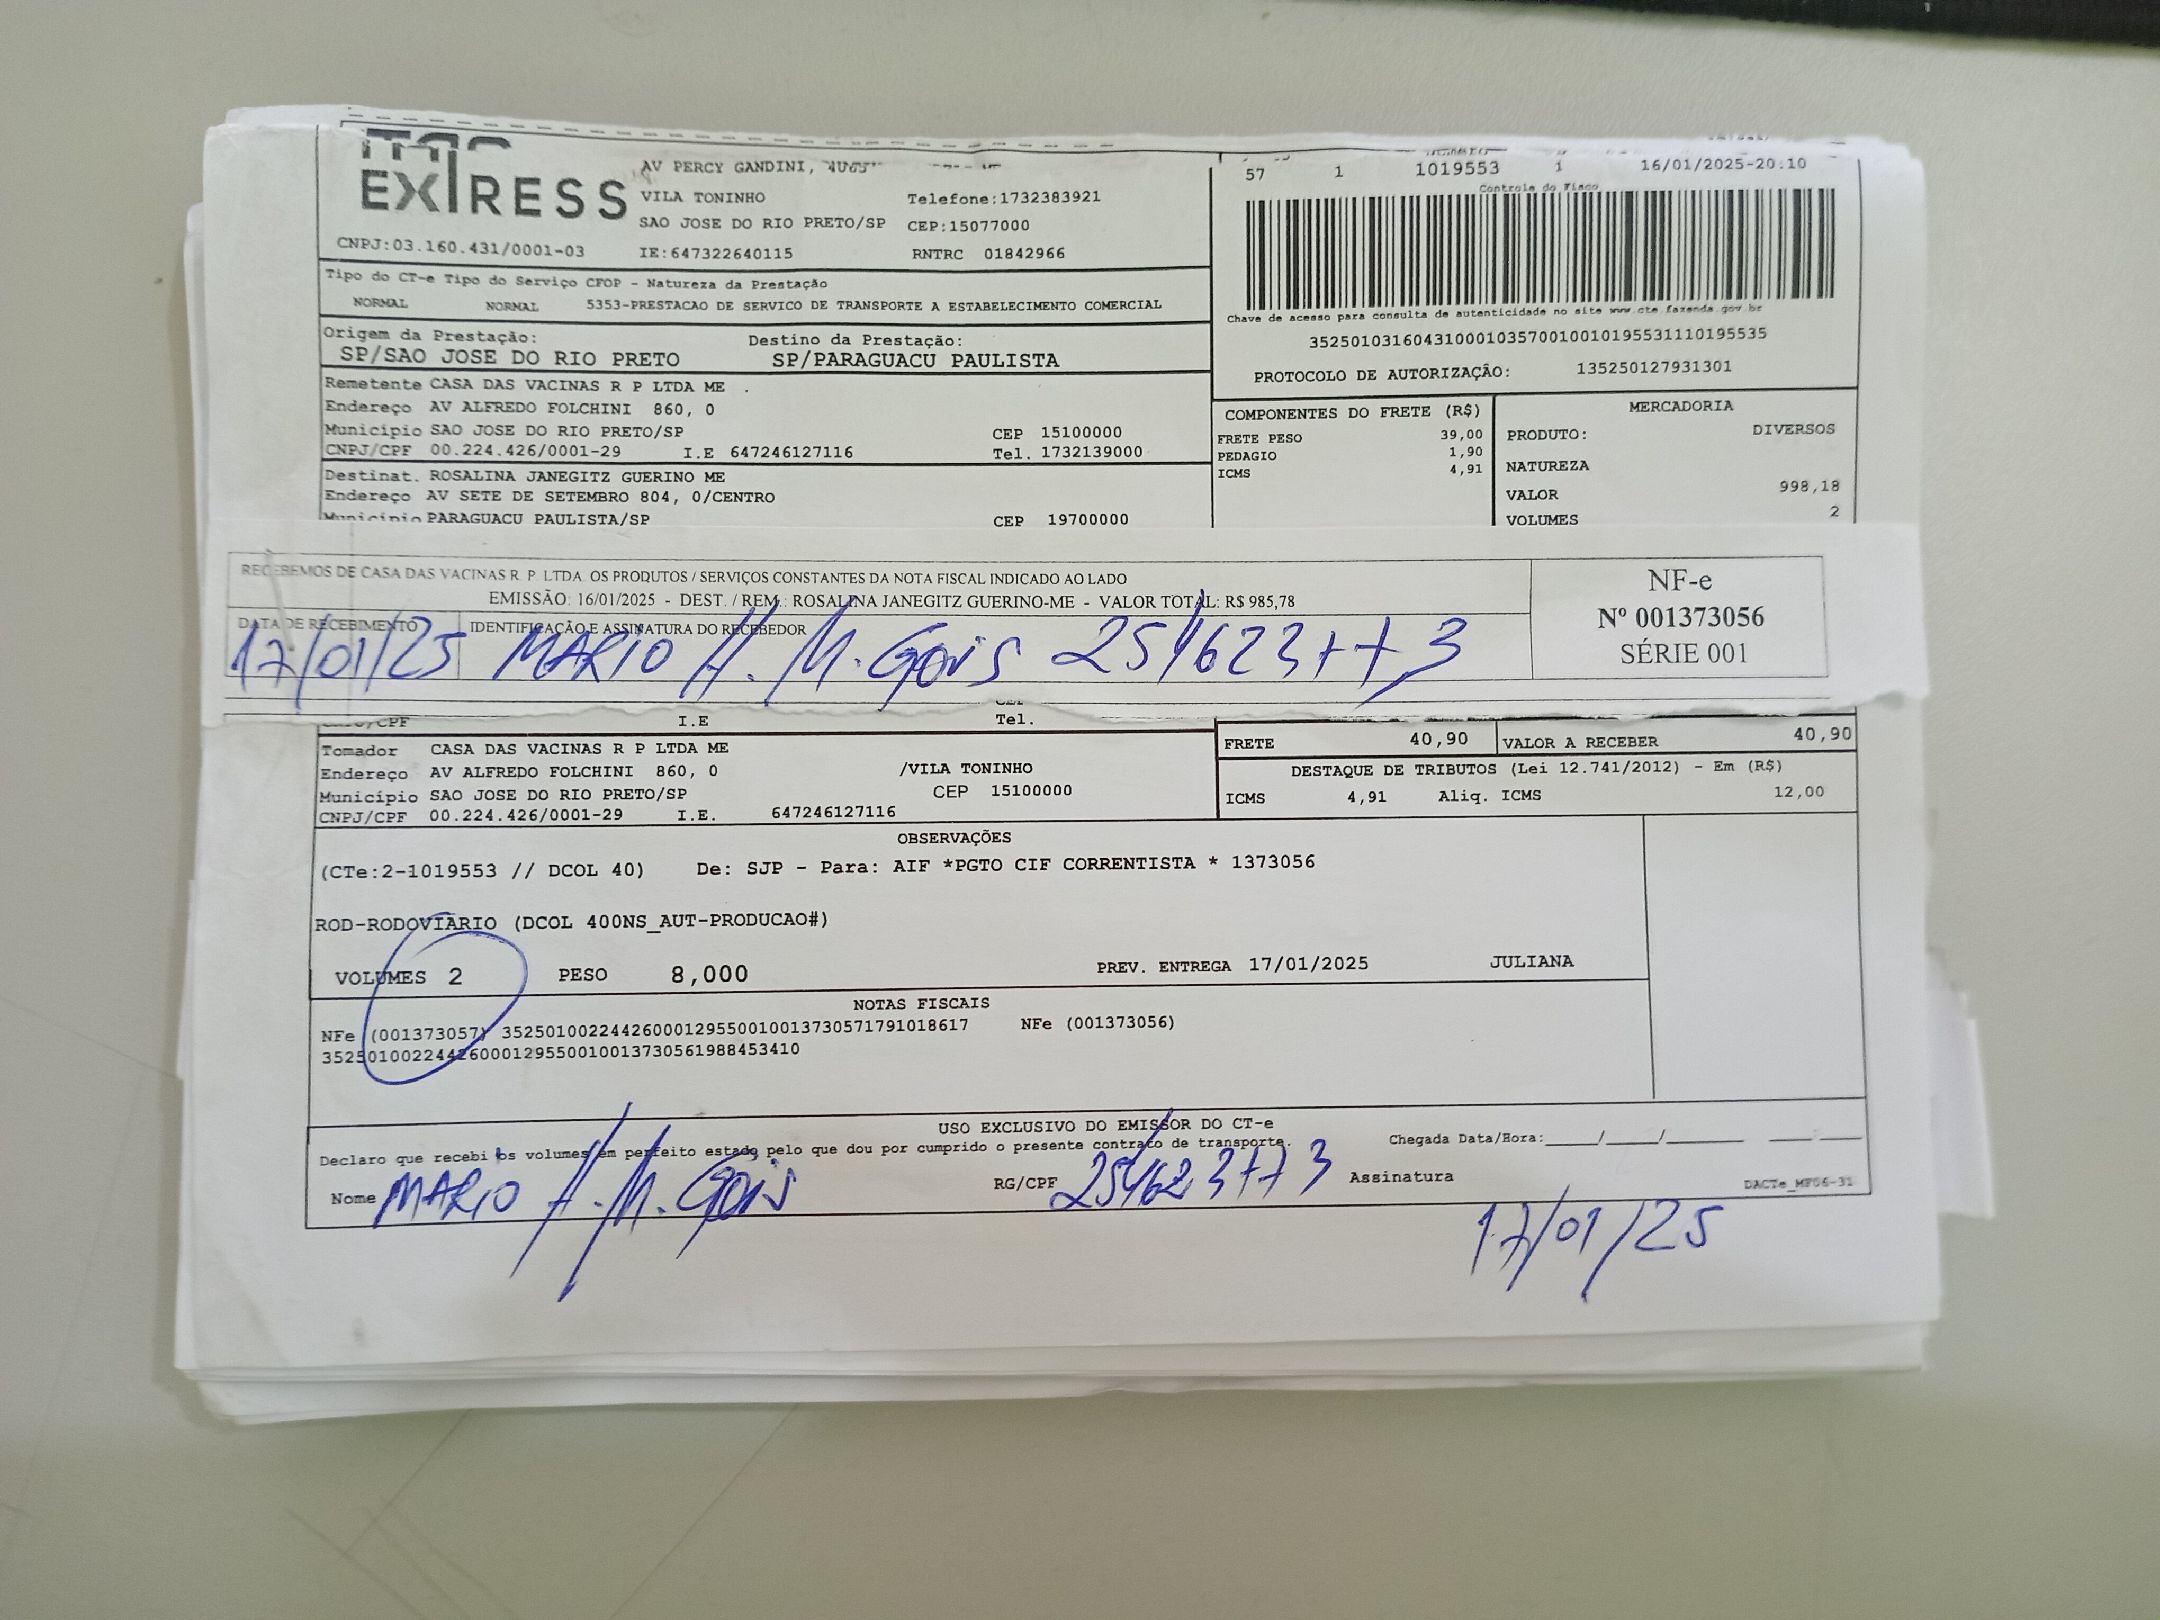 EXTRESS
AV PERCY GANDINI,
VILA TONINHO Telefone:1732383921
SAO JOSE DO RIO PRETO/SP CEP:15077000
CNPJ:03.160.431/0001-03 IE:647322640115 RNTRC 01842966
57 1 1019553 1 16/01/2025-20:10
Controle do Fisco
Tipo do CT-e Tipo do Serviço CFOP - Natureza da Prestação
NORMAL NORMAL 5353-PRESTACAO DE SERVICO DE TRANSPORTE A ESTABELECIMENTO COMERCIAL
Chave de acesso para consulta de autenticidade no site www.cte.fazenda.gov.br
35250103160431000103570010010195531110195535
PROTOCOLO DE AUTORIZAÇÃO: 135250127931301
Origem da Prestação: Destino da Prestação:
SP/SAO JOSE DO RIO PRETO SP/PARAGUACU PAULISTA
Remetente CASA DAS VACINAS R P LTDA ME .
Endereço AV ALFREDO FOLCHINI 860, 0
Município SAO JOSE DO RIO PRETO/SP CEP 15100000
CNPJ/CPF 00.224.426/0001-29 I.E 647246127116 Tel. 1732139000
Destinat. ROSALINA JANEGITZ GUERINO ME
Endereço AV SETE DE SETEMBRO 804, 0/CENTRO
Município PARAGUACU PAULISTA/SP CEP 19700000
COMPONENTES DO FRETE (R$)
FRETE PESO 39,00
PEDAGIO 1,90
ICMS 4,91
MERCADORIA
PRODUTO: DIVERSOS
NATUREZA
VALOR 998,18
VOLUMES 2
RECEBEMOS DE CASA DAS VACINAS R. P. LTDA. OS PRODUTOS / SERVIÇOS CONSTANTES DA NOTA FISCAL INDICADO AO LADO
EMISSÃO: 16/01/2025 - DEST. / REM.: ROSALINA JANEGITZ GUERINO-ME - VALOR TOTAL: R$ 985,78
DATA DE RECEBIMENTO IDENTIFICAÇÃO E ASSINATURA DO RECEBEDOR
17/01/25 MARIO H. M. Gois 254623773
NF-e
Nº 001373056
SÉRIE 001
CNPJ/CPF I.E Tel.
Tomador CASA DAS VACINAS R P LTDA ME
Endereço AV ALFREDO FOLCHINI 860, 0 /VILA TONINHO
Município SAO JOSE DO RIO PRETO/SP CEP 15100000
CNPJ/CPF 00.224.426/0001-29 I.E. 647246127116
FRETE 40,90 VALOR A RECEBER 40,90
DESTAQUE DE TRIBUTOS (Lei 12.741/2012) - Em (R$)
ICMS 4,91 Aliq. ICMS 12,00
OBSERVAÇÕES
(CTe:2-1019553 // DCOL 40) De: SJP - Para: AIF *PGTO CIF CORRENTISTA * 1373056
ROD-RODOVIARIO (DCOL 400NS_AUT-PRODUCAO#)
VOLUMES 2 PESO 8,000 PREV. ENTREGA 17/01/2025 JULIANA
NOTAS FISCAIS
NFe (001373057) 35250100224426000129550010013730571791018617 NFe (001373056)
35250100224426000129550010013730561988453410
USO EXCLUSIVO DO EMISSOR DO CT-e
Declaro que recebi os volumes em perfeito estado pelo que dou por cumprido o presente contrato de transporte. Chegada Data/Hora:_____/_____/_______ ____:____
Nome MARIO H. M. Gois RG/CPF 254623773 Assinatura
DACTe_MF06-31
17/01/25